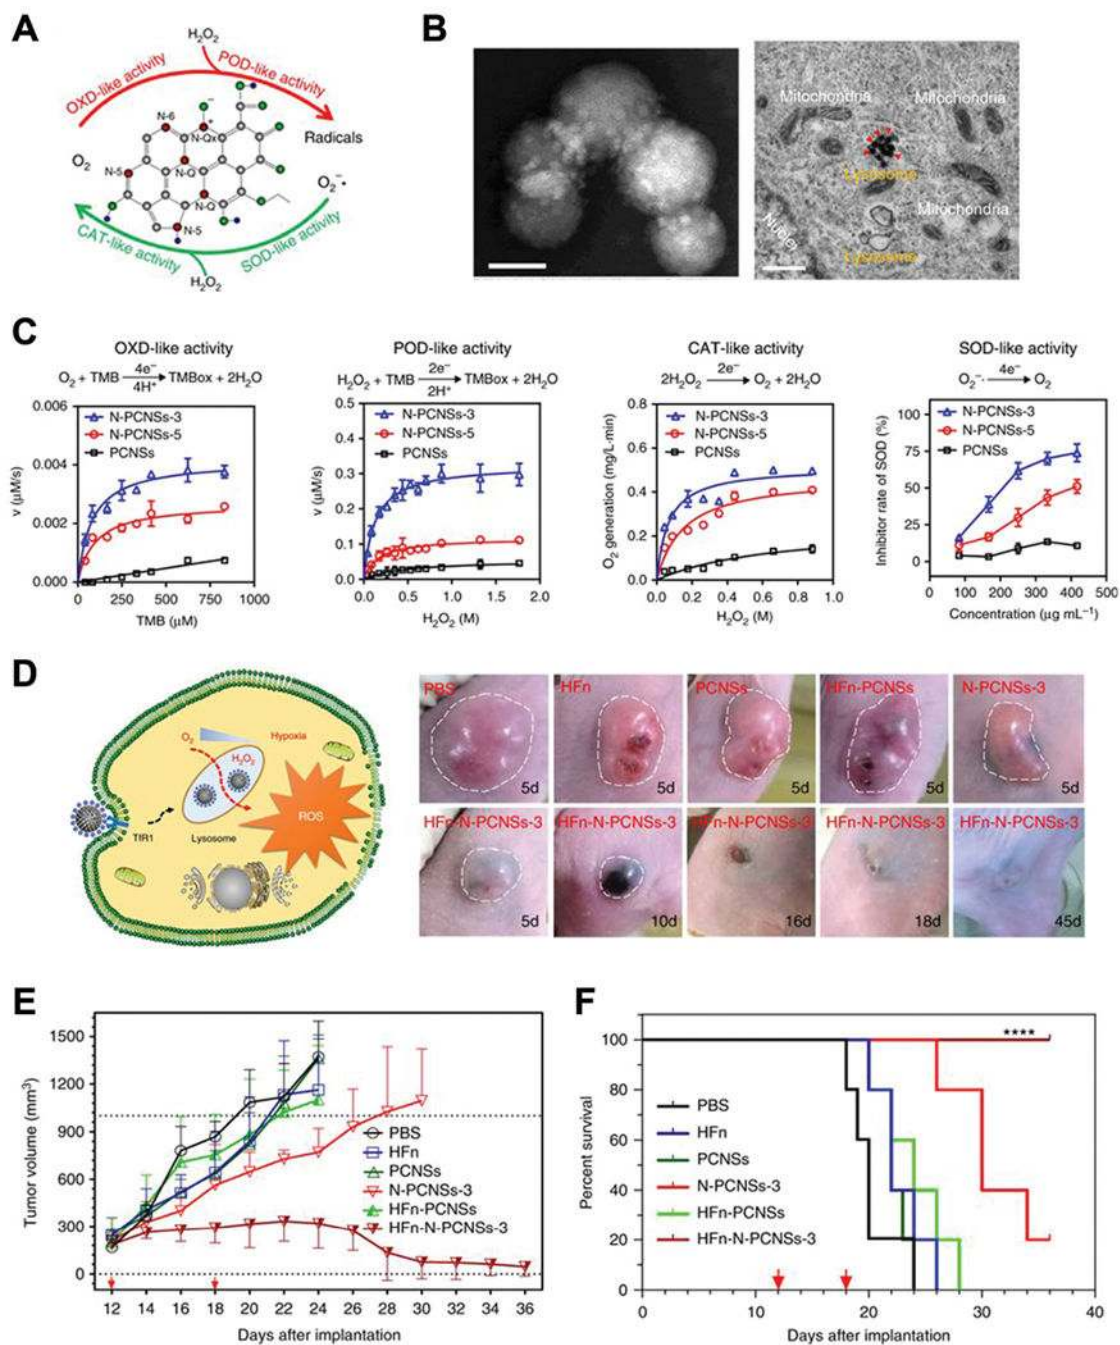 A
H₂O₂
OXD-like activity
POD-like activity
N-6
N-Qx
Radicals
O₂
N-5
N-Q
O₂⁻·
N-Q
N-5
CAT-like activity
SOD-like activity
H₂O₂
B
Mitochondria
Mitochondria
Lysosome
Mitochondria
Nuclei
Lysosome
C
OXD-like activity
O₂ + TMB 4e⁻ 4H⁺ TMBox + 2H₂O
N-PCNSs-3
N-PCNSs-5
PCNSs
v (μM/s)
0.006
0.004
0.002
0.000
0 250 500 750 1000
TMB (μM)
POD-like activity
H₂O₂ + TMB 2e⁻ 2H⁺ TMBox + 2H₂O
N-PCNSs-3
N-PCNSs-5
PCNSs
v (μM/s)
0.5
0.4
0.3
0.2
0.1
0.0
0.0 0.5 1.0 1.5 2.0
H₂O₂ (M)
CAT-like activity
2H₂O₂ 2e⁻ O₂ + 2H₂O
N-PCNSs-3
N-PCNSs-5
PCNSs
O₂ generation (mg/L·min)
0.8
0.6
0.4
0.2
0.0
0.0 0.2 0.4 0.6 0.8 1.0
H₂O₂ (M)
SOD-like activity
O₂⁻· 4e⁻ O₂
N-PCNSs-3
N-PCNSs-5
PCNSs
Inhibitor rate of SOD (%)
100
75
50
25
0
0 100 200 300 400 500
Concentration (μg mL⁻¹)
D
O₂
Hypoxia
H₂O₂
ROS
TfR1
Lysosome
PBS
5d
HFn
5d
PCNSs
5d
HFn-PCNSs
5d
N-PCNSs-3
5d
HFn-N-PCNSs-3
5d
HFn-N-PCNSs-3
10d
HFn-N-PCNSs-3
16d
HFn-N-PCNSs-3
18d
HFn-N-PCNSs-3
45d
E
Tumor volume (mm³)
1500
1200
900
600
300
0
PBS
HFn
PCNSs
N-PCNSs-3
HFn-PCNSs
HFn-N-PCNSs-3
12 14 16 18 20 22 24 26 28 30 32 34 36
Days after implantation
F
Percent survival
100
80
60
40
20
0
****
PBS
HFn
PCNSs
N-PCNSs-3
HFn-PCNSs
HFn-N-PCNSs-3
0 10 20 30 40
Days after implantation